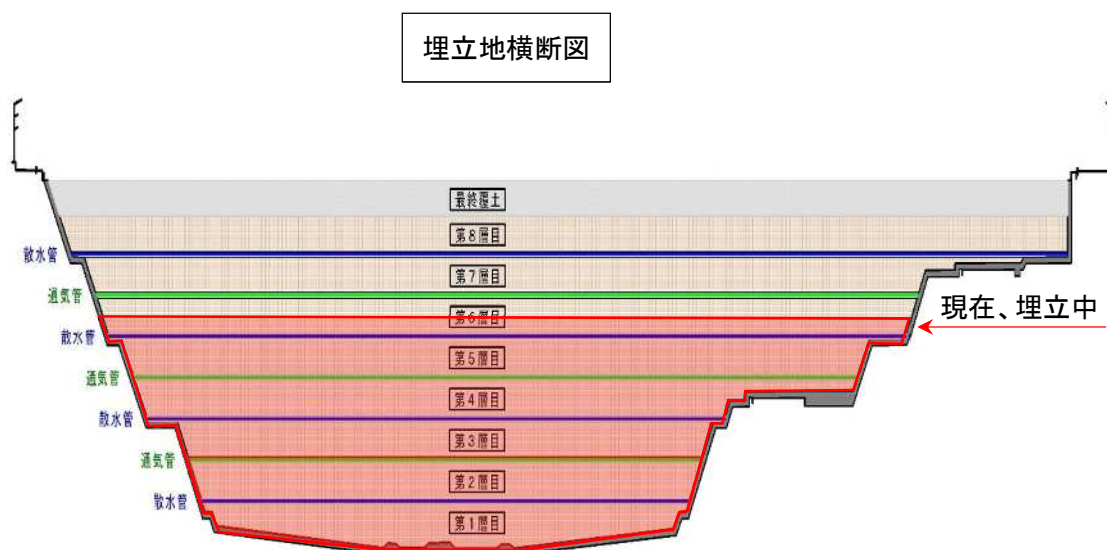 埋立地横断図
最終覆土
第8層目
散水管
第7層目
通気管
第6層目
現在、埋立中
散水管
第5層目
通気管
第4層目
散水管
第3層目
通気管
第2層目
散水管
第1層目